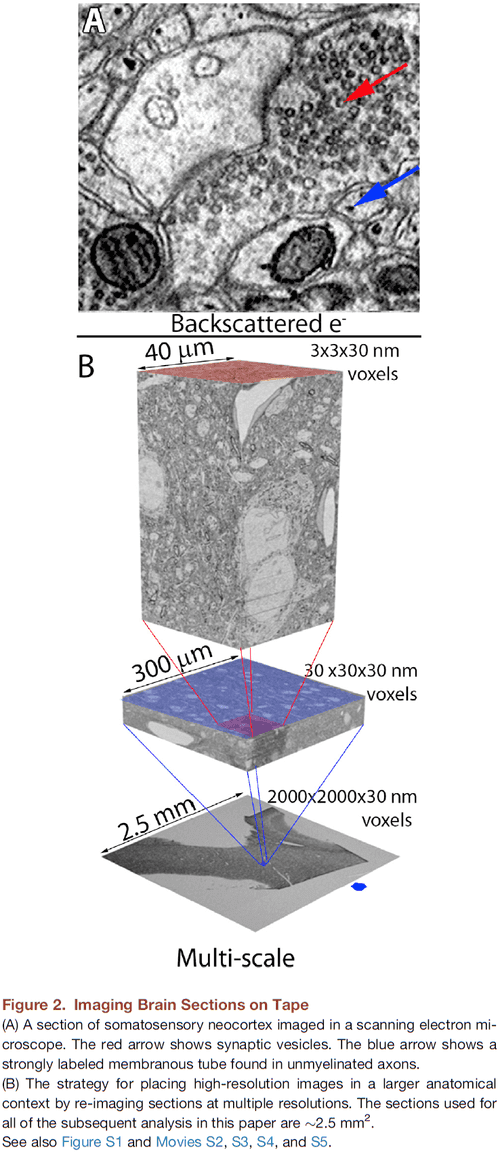 A
Backscattered e-
B
40 µm
3x3x30 nm
voxels
300 µm
30 x30x30 nm
voxels
2.5 mm
2000x2000x30 nm
voxels
Multi-scale
Figure 2. Imaging Brain Sections on Tape
(A) A section of somatosensory neocortex imaged in a scanning electron mi-
croscope. The red arrow shows synaptic vesicles. The blue arrow shows a
strongly labeled membranous tube found in unmyelinated axons.
(B) The strategy for placing high-resolution images in a larger anatomical
context by re-imaging sections at multiple resolutions. The sections used for
all of the subsequent analysis in this paper are ~2.5 mm².
See also Figure S1 and Movies S2, S3, S4, and S5.